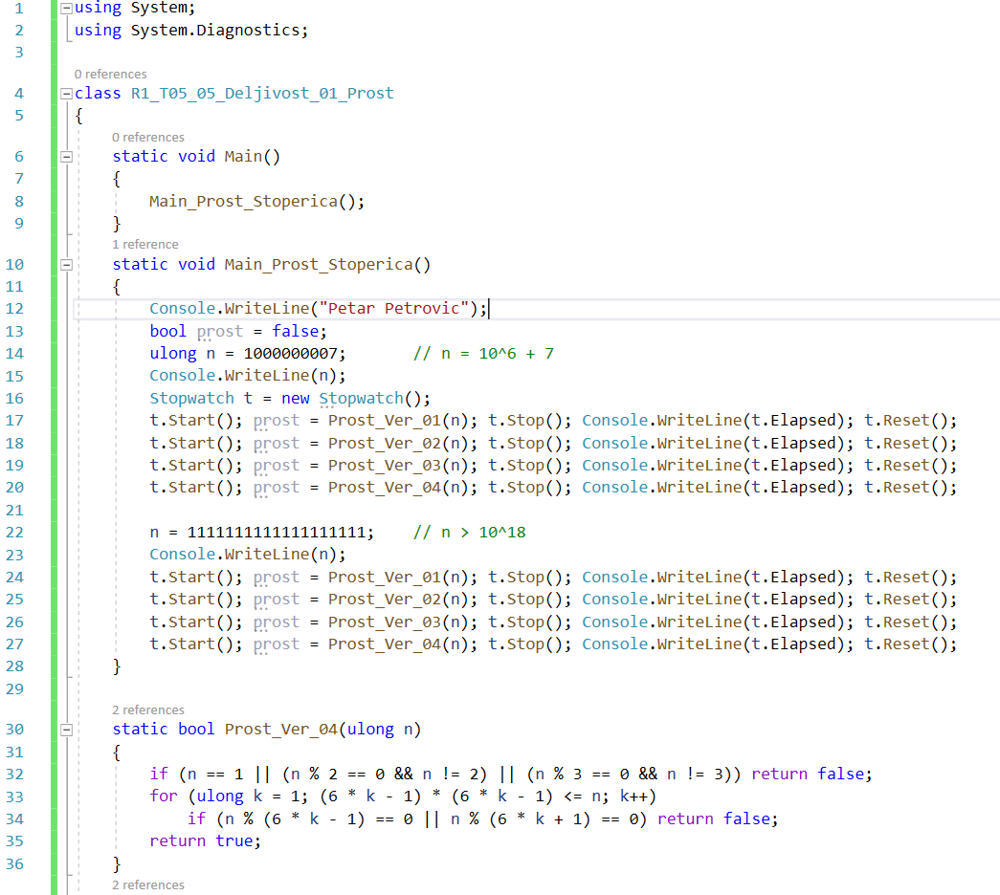 1 using System;
2 using System.Diagnostics;
3
0 references
4 class R1_T05_05_Deljivost_01_Prost
5 {
0 references
6 static void Main()
7 {
8 Main_Prost_Stoperica();
9 }
1 reference
10 static void Main_Prost_Stoperica()
11 {
12 Console.WriteLine("Petar Petrovic");
13 bool prost = false;
14 ulong n = 1000000007; // n = 10^6 + 7
15 Console.WriteLine(n);
16 Stopwatch t = new Stopwatch();
17 t.Start(); prost = Prost_Ver_01(n); t.Stop(); Console.WriteLine(t.Elapsed); t.Reset();
18 t.Start(); prost = Prost_Ver_02(n); t.Stop(); Console.WriteLine(t.Elapsed); t.Reset();
19 t.Start(); prost = Prost_Ver_03(n); t.Stop(); Console.WriteLine(t.Elapsed); t.Reset();
20 t.Start(); prost = Prost_Ver_04(n); t.Stop(); Console.WriteLine(t.Elapsed); t.Reset();
21
22 n = 1111111111111111111; // n > 10^18
23 Console.WriteLine(n);
24 t.Start(); prost = Prost_Ver_01(n); t.Stop(); Console.WriteLine(t.Elapsed); t.Reset();
25 t.Start(); prost = Prost_Ver_02(n); t.Stop(); Console.WriteLine(t.Elapsed); t.Reset();
26 t.Start(); prost = Prost_Ver_03(n); t.Stop(); Console.WriteLine(t.Elapsed); t.Reset();
27 t.Start(); prost = Prost_Ver_04(n); t.Stop(); Console.WriteLine(t.Elapsed); t.Reset();
28 }
29
2 references
30 static bool Prost_Ver_04(ulong n)
31 {
32 if (n == 1 || (n % 2 == 0 && n != 2) || (n % 3 == 0 && n != 3)) return false;
33 for (ulong k = 1; (6 * k - 1) * (6 * k - 1) <= n; k++)
34 if (n % (6 * k - 1) == 0 || n % (6 * k + 1) == 0) return false;
35 return true;
36 }
2 references